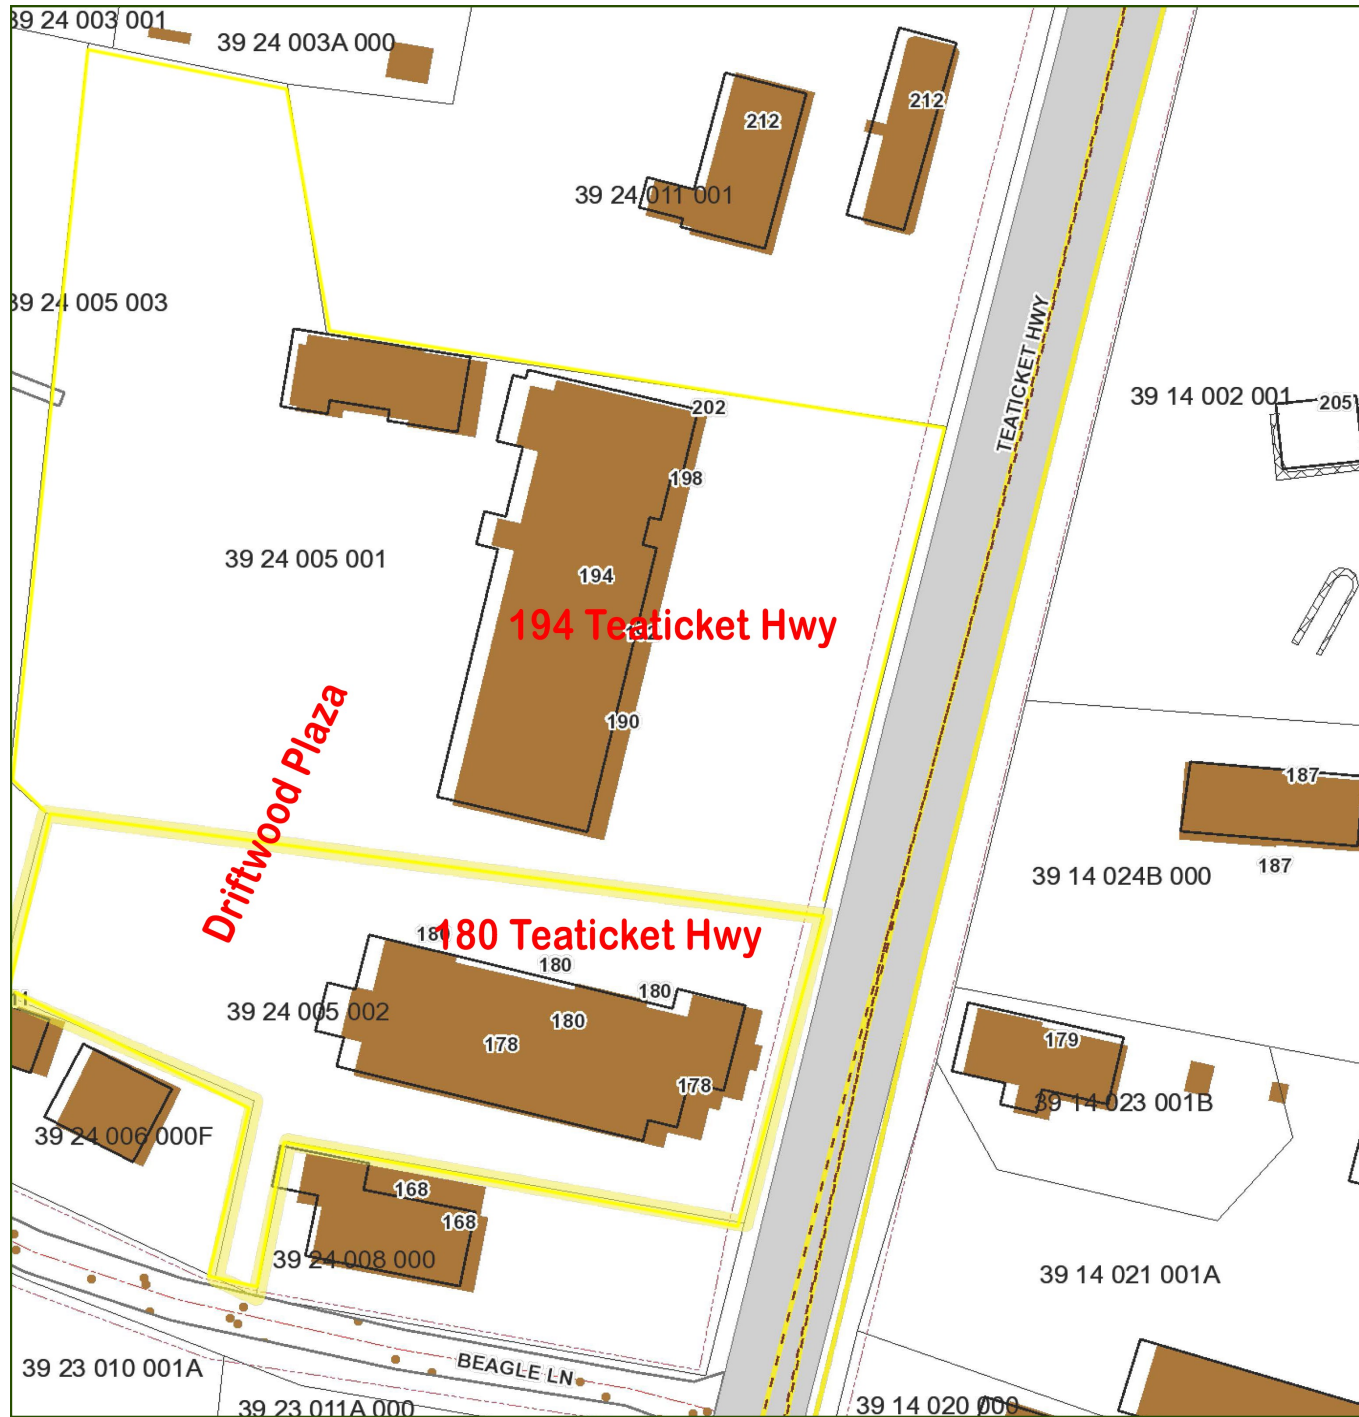 39 24 003 001
39 24 003A 000
212
212
39 24 011 001
39 24 005 003
TEATICKET HWY
39 14 002 001
205
202
198
39 24 005 001
194
194 Teaticket Hwy
190
Driftwood Plaza
187
187
39 14 024B 000
180 Teaticket Hwy
180
180
180
180
39 24 005 002
178
178
179
39 14 023 001B
39 24 006 000F
168
168
39 24 008 000
39 14 021 001A
BEAGLE LN
39 23 010 001A
39 23 011A 000
39 14 020 000